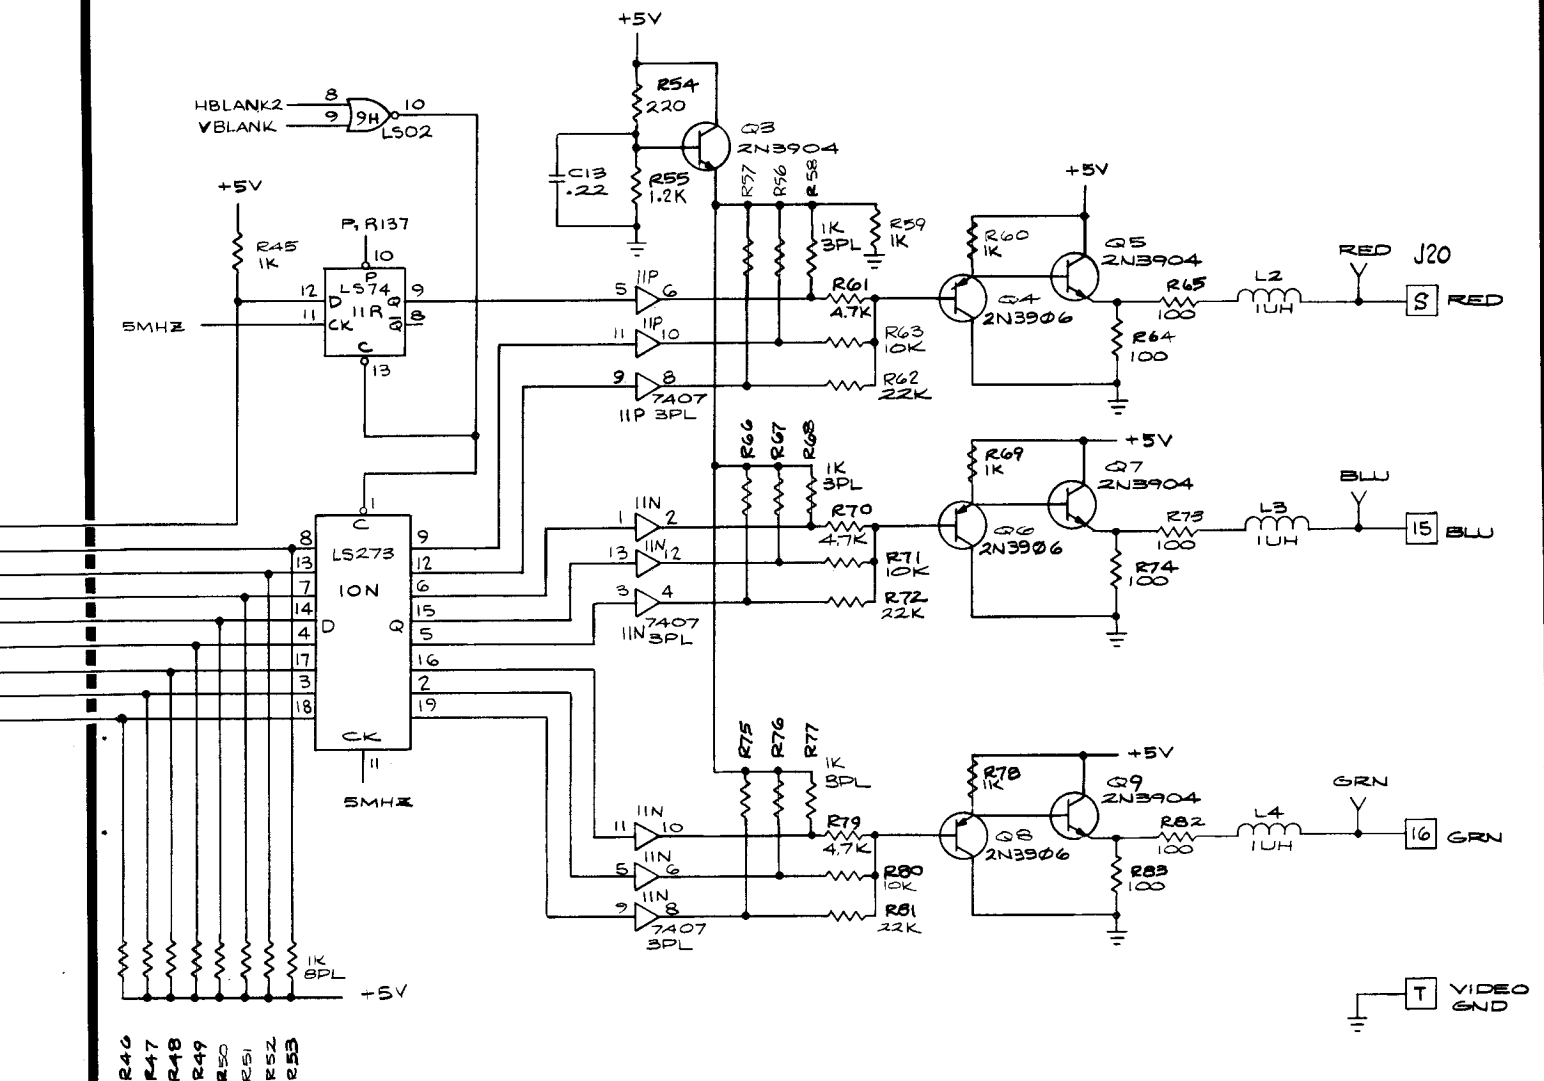 +5V
R54
220
HBLANK2
8
10
VBLANK
9
9H
LS02
Q3
2N3904
C13
.22
R55
1.2K
R57
R56
R58
+5V
+5V
P, R137
R45
1K
10
P
LS74
12
D
Q
9
11R
11
CK
Q
8
5MHZ
C
13
1K
3PL
R59
1K
R60
1K
Q5
2N3904
RED
J20
11P
5
6
R61
4.7K
Q4
2N3906
R65
100
L2
1UH
S
RED
11P
11
10
R63
10K
R64
100
9
8
7407
11P 3PL
R62
22K
R66
R67
R68
+5V
1K
3PL
R69
1K
Q7
2N3904
BLU
1
C
11N
1
2
R70
4.7K
Q6
2N3906
R73
100
L3
1UH
15
BLU
8
LS273
9
11N
13
12
R71
10K
R74
100
13
12
7
10N
6
3
4
R72
22K
7407
11N 3PL
14
15
D
Q
4
5
17
16
3
2
18
19
CK
11
5MHZ
R75
R76
R77
+5V
1K
3PL
R78
1K
Q9
2N3904
GRN
11N
11
10
R79
4.7K
Q8
2N3906
R82
100
L4
1UH
16
GRN
11N
5
6
R80
10K
R83
100
11N
9
8
7407
3PL
R81
22K
1K
8PL
+5V
T
VIDEO
GND
R46
R47
R48
R49
R50
R51
R52
R53